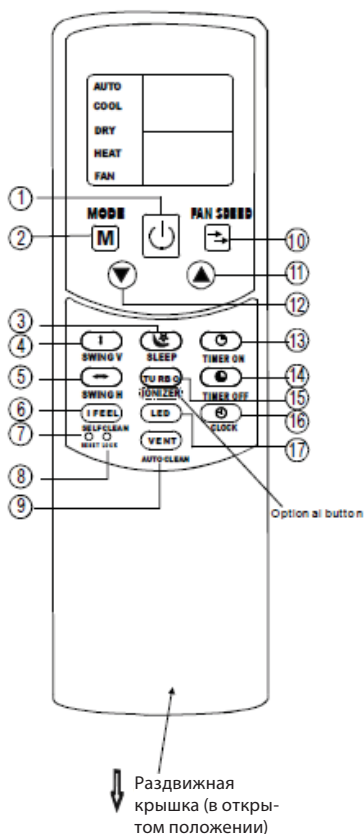 AUTO
COOL
DRY
HEAT
FAN
1
MODE
FAN SPEED
2
M
10
11
12
3
4
SWING V
SLEEP
TIMER ON
13
5
TURBO
14
SWING H
IONIZER
TIMER OFF
15
6
I FEEL
LED
16
7
SELFCLEAN
CLOCK
RESET LOCK
17
8
VENT
9
AUTO CLEAN
Optional button
Раздвижная
крышка (в откры-
том положении)